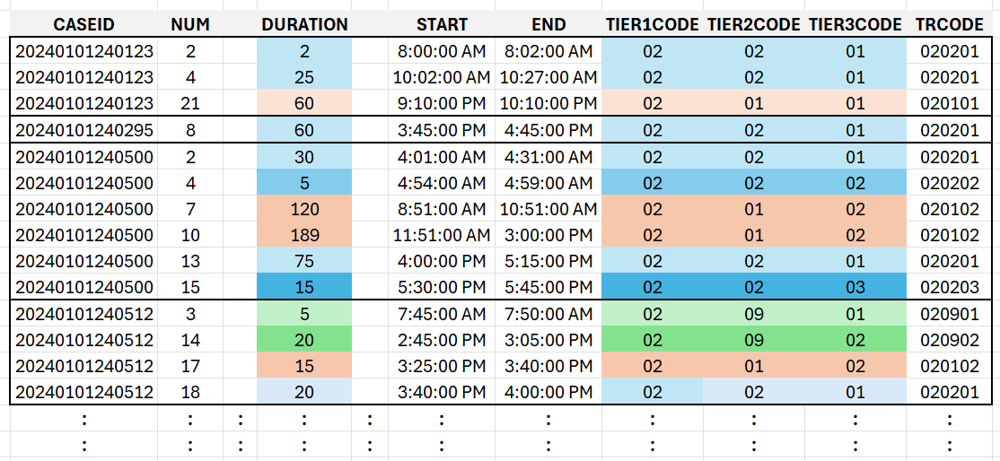 CASEID NUM DURATION START END TIER1CODE TIER2CODE TIER3CODE TRCODE
20240101240123 2 2 8:00:00 AM 8:02:00 AM 02 02 01 020201
20240101240123 4 25 10:02:00 AM 10:27:00 AM 02 02 01 020201
20240101240123 21 60 9:10:00 PM 10:10:00 PM 02 01 01 020101
20240101240295 8 60 3:45:00 PM 4:45:00 PM 02 02 01 020201
20240101240500 2 30 4:01:00 AM 4:31:00 AM 02 02 01 020201
20240101240500 4 5 4:54:00 AM 4:59:00 AM 02 02 02 020202
20240101240500 7 120 8:51:00 AM 10:51:00 AM 02 01 02 020102
20240101240500 10 189 11:51:00 AM 3:00:00 PM 02 01 02 020102
20240101240500 13 75 4:00:00 PM 5:15:00 PM 02 02 01 020201
20240101240500 15 15 5:30:00 PM 5:45:00 PM 02 02 03 020203
20240101240512 3 5 7:45:00 AM 7:50:00 AM 02 09 01 020901
20240101240512 14 20 2:45:00 PM 3:05:00 PM 02 09 02 020902
20240101240512 17 15 3:25:00 PM 3:40:00 PM 02 01 02 020102
20240101240512 18 20 3:40:00 PM 4:00:00 PM 02 02 01 020201
: : : : : : : : : : :
: : : : : : : : : : :